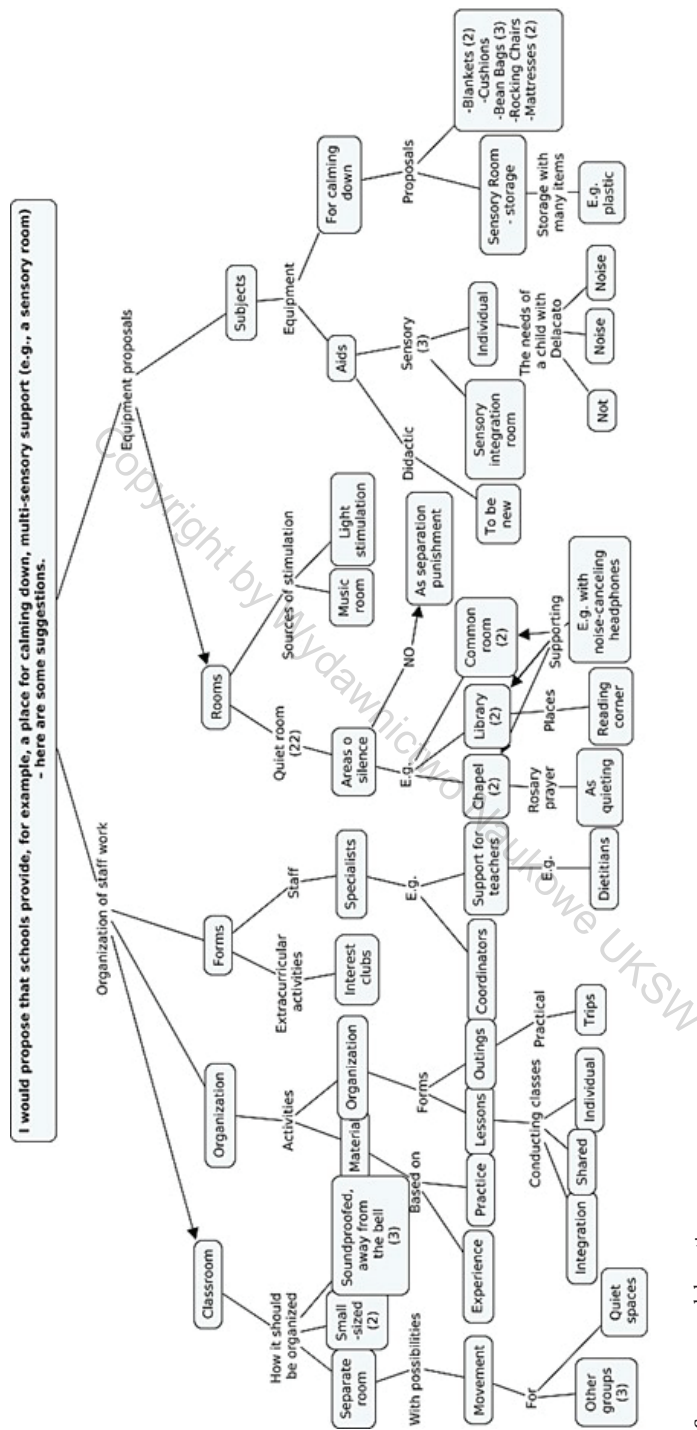 I would propose that schools provide, for example, a place for calming down, multi-sensory support (e.g., a sensory room)
– here are some suggestions.
Organization of staff work
Equipment proposals
Classroom
Organization
Forms
Rooms
Subjects
How it should
be organized
Activities
Extracurricular
activities
Staff
Quiet room
(22)
Sources of stimulation
Equipment
Separate
room
Small
-sized
(2)
Soundproofed,
away from
the bell
(3)
Material
Organization
Interest
clubs
Specialists
Areas o
silence
Music
room
Light
stimulation
Aids
For calming
down
With possibilities
Based on
Forms
E.g.
E.g.
NO
As separation
punishment
Didactic
Sensory
(3)
Proposals
Movement
Experience
Practice
Lessons
Outings
Coordinators
Support for
teachers
Chapel
(2)
Library
(2)
Common
room
(2)
To be
new
Sensory
integration
room
Individual
Sensory Room
- storage
-Blankets (2)
-Cushions
-Bean Bags (3)
-Rocking Chairs
-Mattresses (2)
For
Conducting classes
Practical
E.g.
Rosary
prayer
Places
Supporting
The needs of
a child with
Delacato
Storage with
many items
Other
groups
(3)
Quiet
spaces
Integration
Shared
Individual
Trips
Dietitians
As
quieting
Reading
corner
E.g. with
noise-canceling
headphones
Not
Noise
Noise
E.g.
plastic
Copyright by Wydawnictwo Naukowe UKSW